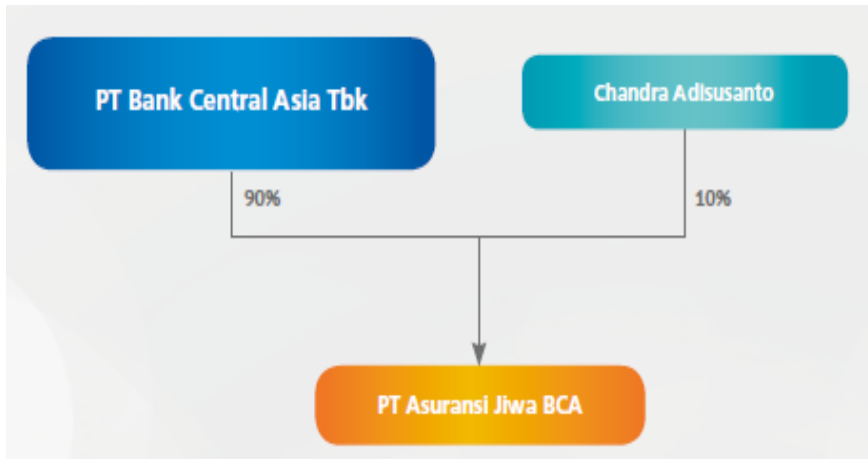 PT Bank Central Asia Tbk
Chandra Adisusanto
90%
10%
PT Asuransi Jiwa BCA